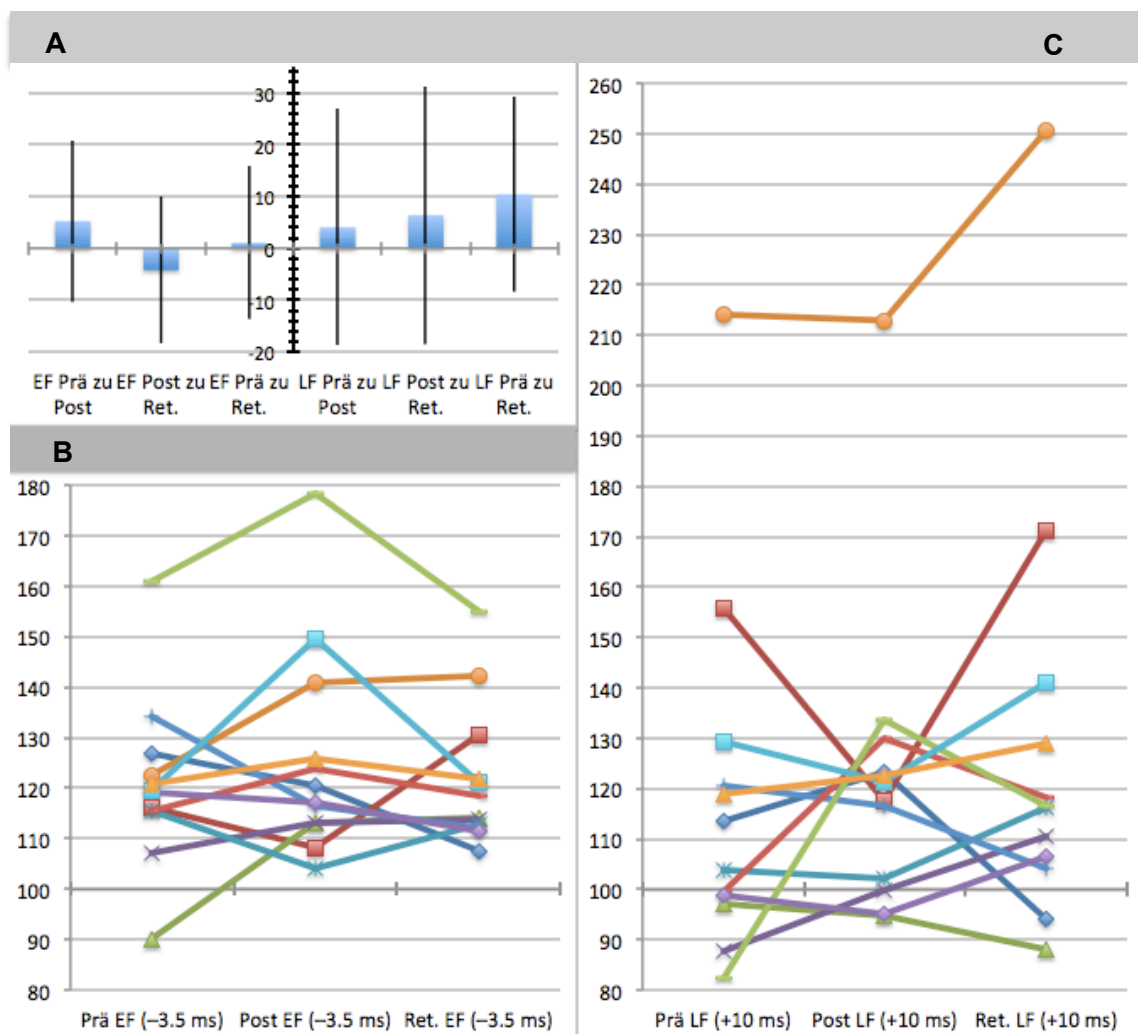 A
30
20
10
0
-10
-20
EF Prä zu Post
EF Post zu Ret.
EF Prä zu Ret.
LF Prä zu Post
LF Post zu Ret.
LF Prä zu Ret.
B
180
170
160
150
140
130
120
110
100
90
80
Prä EF (–3.5 ms)
Post EF (–3.5 ms)
Ret. EF (–3.5 ms)
C
260
250
240
230
220
210
200
190
180
170
160
150
140
130
120
110
100
90
80
Prä LF (+10 ms)
Post LF (+10 ms)
Ret. LF (+10 ms)